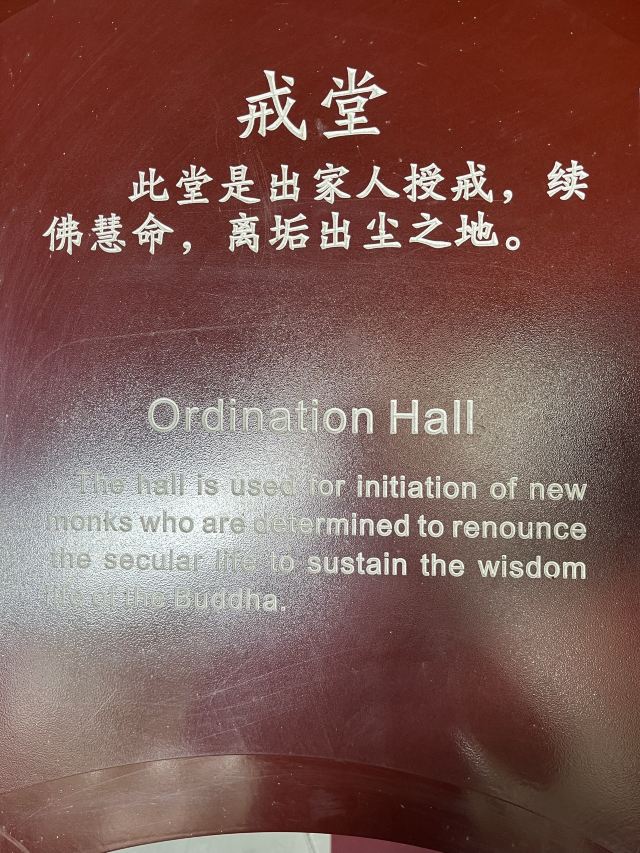 戒堂
此堂是出家人授戒，续
佛慧命，离垢出尘之地。
Ordination Hall
The hall is used for initiation of new
monks who are determined to renounce
the secular life to sustain the wisdom
life of the Buddha.